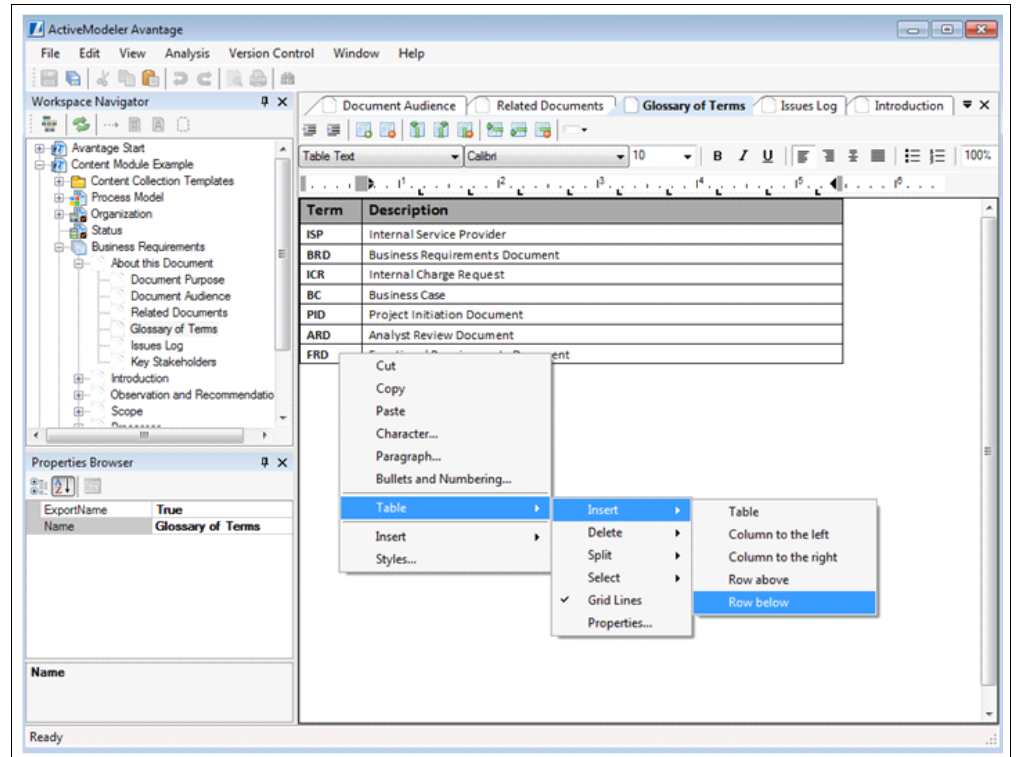 ActiveModeler Avantage
File Edit View Analysis Version Control Window Help
Workspace Navigator
Avantage Start
Content Module Example
Content Collection Templates
Process Model
Organization
Status
Business Requirements
About this Document
Document Purpose
Document Audience
Related Documents
Glossary of Terms
Issues Log
Key Stakeholders
Introduction
Observation and Recommendatio
Scope
Properties Browser
ExportName True
Name Glossary of Terms
Name
Document Audience Related Documents Glossary of Terms Issues Log Introduction
Table Text Calibri 10 B I U 100%
1 2 3 4 5 6
Term Description
ISP Internal Service Provider
BRD Business Requirements Document
ICR Internal Charge Request
BC Business Case
PID Project Initiation Document
ARD Analyst Review Document
FRD
Cut
Copy
Paste
Character...
Paragraph...
Bullets and Numbering...
Table
Insert
Styles...
Insert
Delete
Split
Select
Grid Lines
Properties...
Table
Column to the left
Column to the right
Row above
Row below
Ready